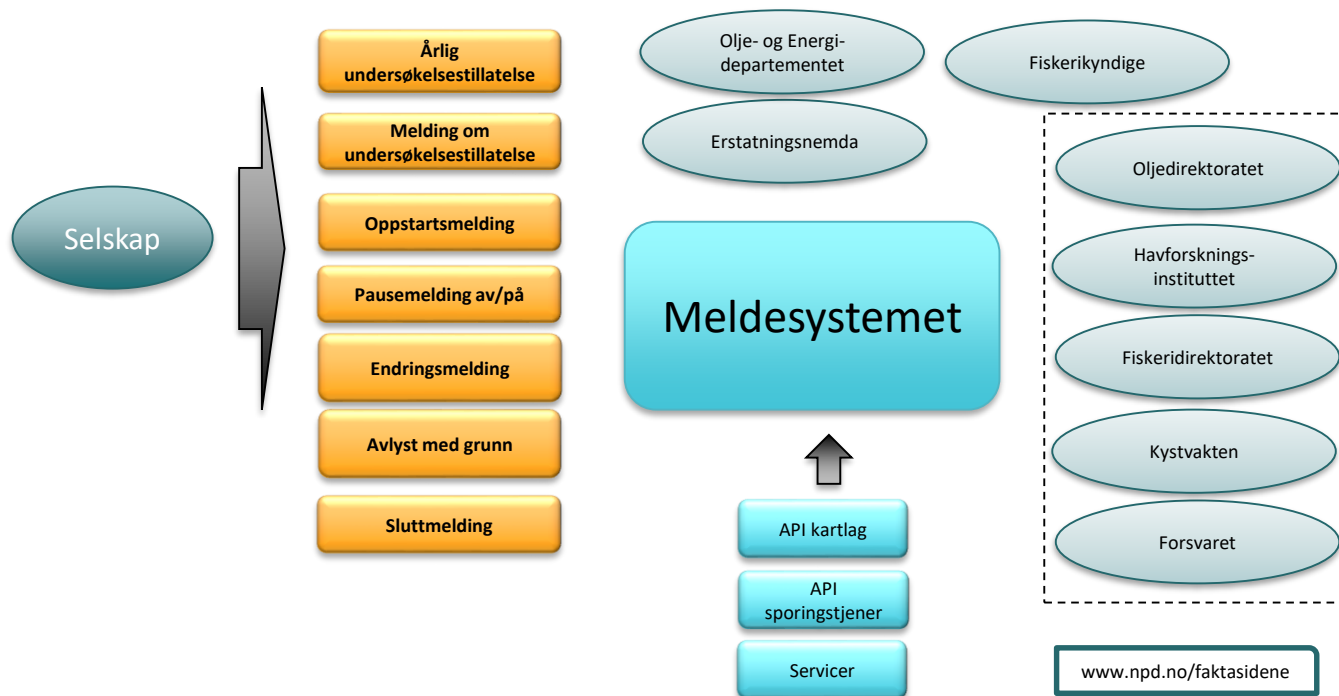 Selskap
Årlig
undersøkelsestillatelse
Melding om
undersøkelsestillatelse
Oppstartsmelding
Pausemelding av/på
Endringsmelding
Avlyst med grunn
Sluttmelding
Olje- og Energi-
departementet
Erstatningsnemda
Fiskerikyndige
Meldesystemet
API kartlag
API
sporingstjener
Servicer
Oljedirektoratet
Havforsknings-
instituttet
Fiskeridirektoratet
Kystvakten
Forsvaret
www.npd.no/faktasidene